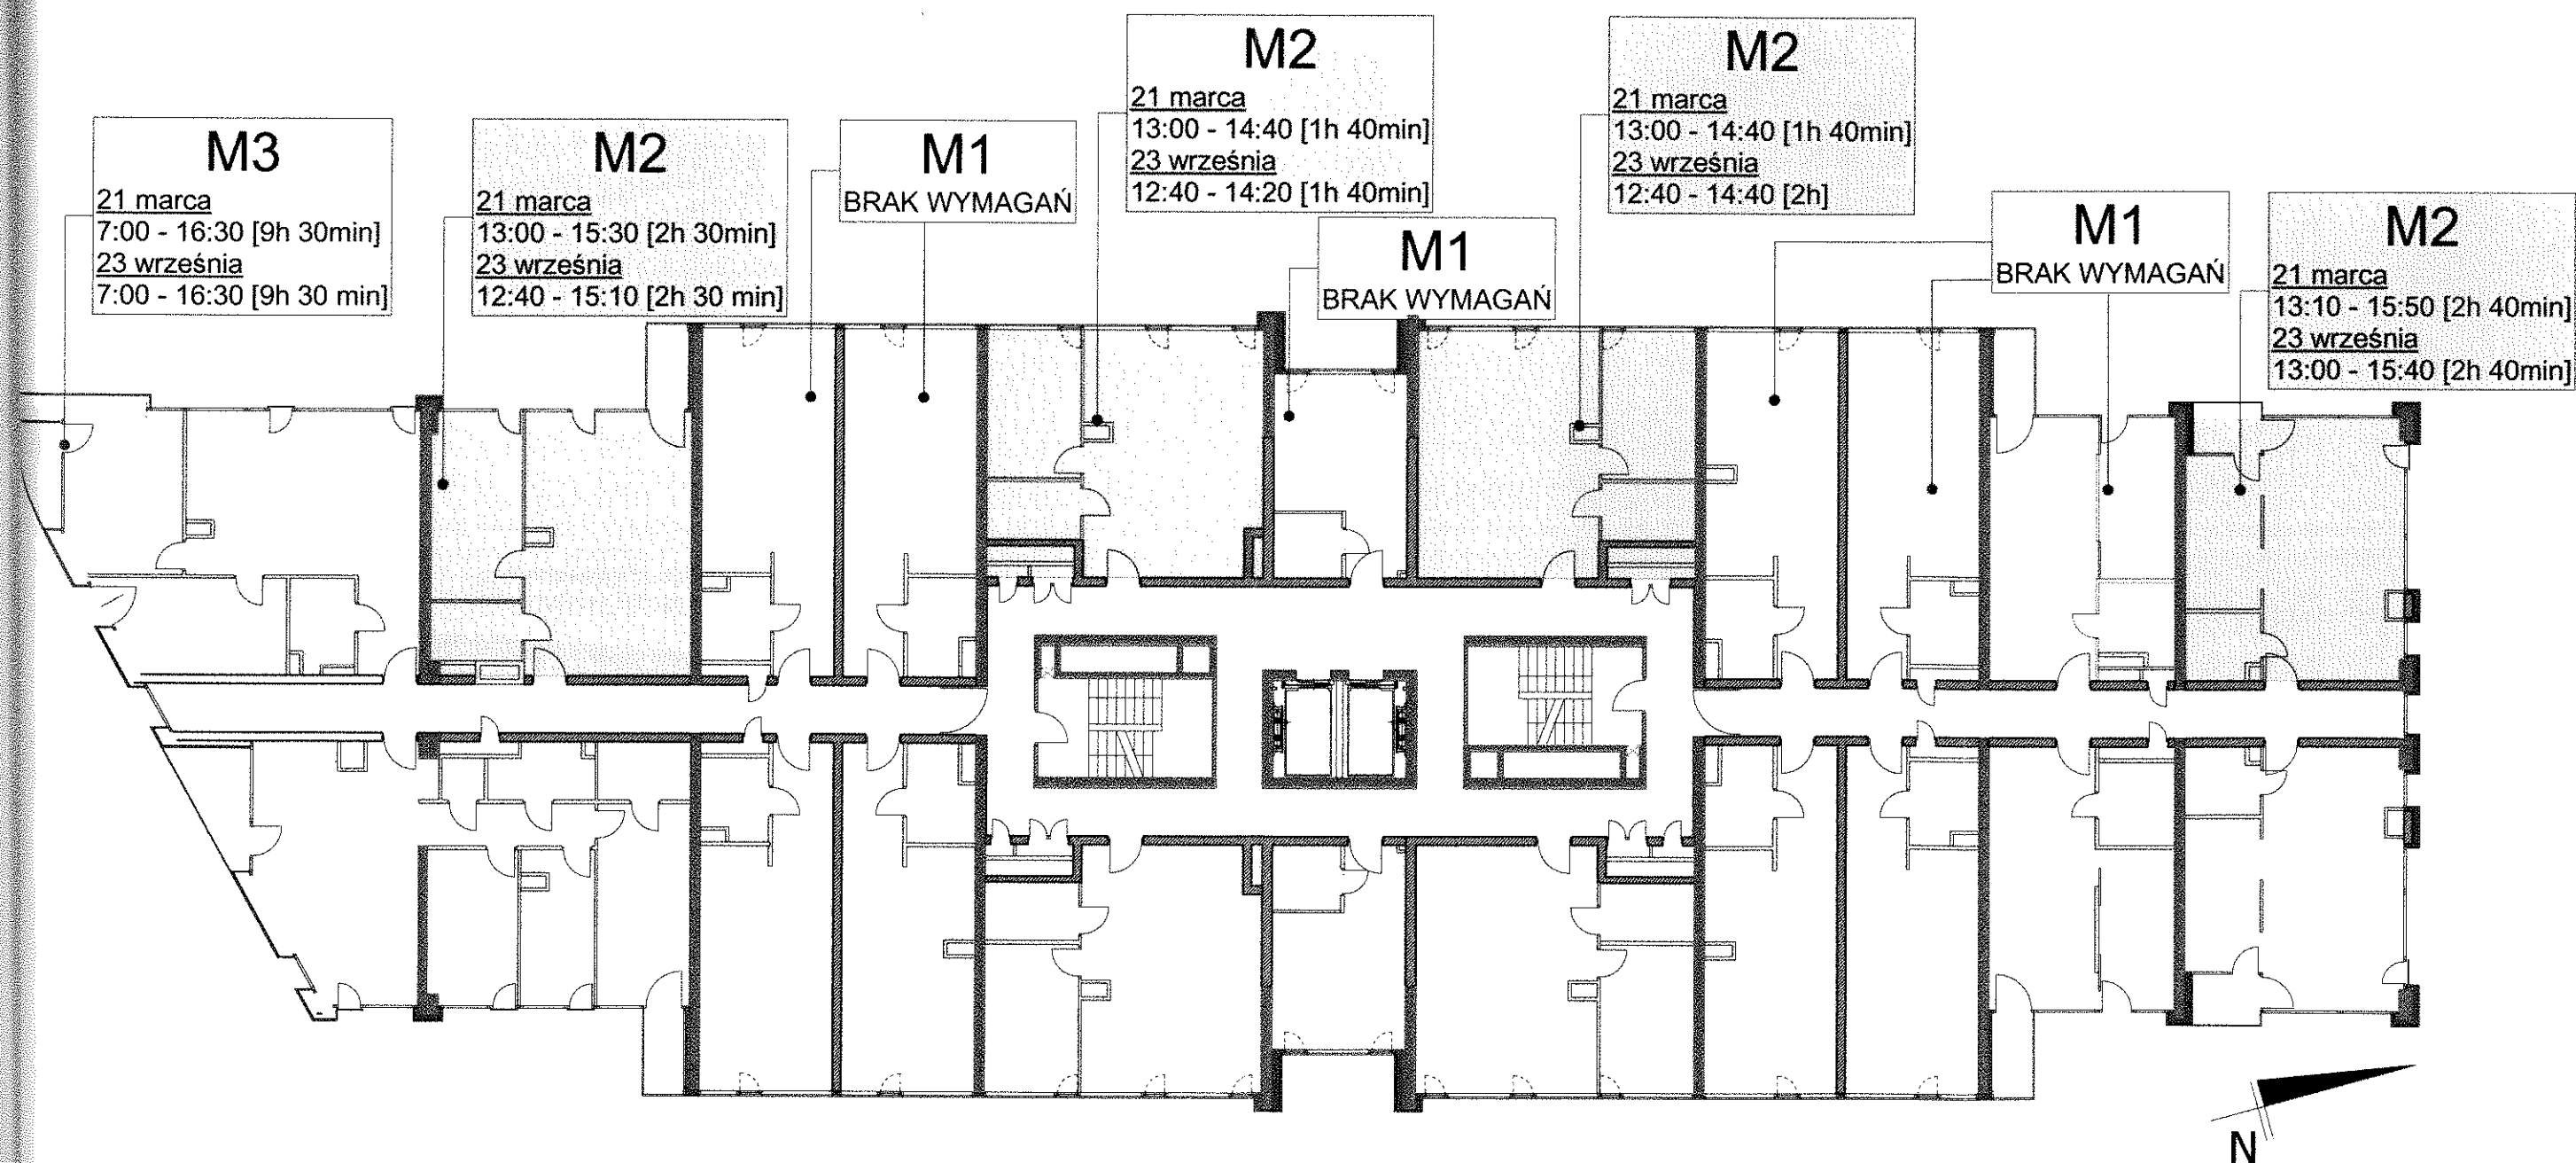 M3
21 marca
7:00 - 16:30 [9h 30min]
23 września
7:00 - 16:30 [9h 30 min]
M2
21 marca
13:00 - 15:30 [2h 30min]
23 września
12:40 - 15:10 [2h 30 min]
M1
BRAK WYMAGAŃ
M2
21 marca
13:00 - 14:40 [1h 40min]
23 września
12:40 - 14:20 [1h 40min]
M1
BRAK WYMAGAŃ
M2
21 marca
13:00 - 14:40 [1h 40min]
23 września
12:40 - 14:40 [2h]
M1
BRAK WYMAGAŃ
M2
21 marca
13:10 - 15:50 [2h 40min]
23 września
13:00 - 15:40 [2h 40min]
N